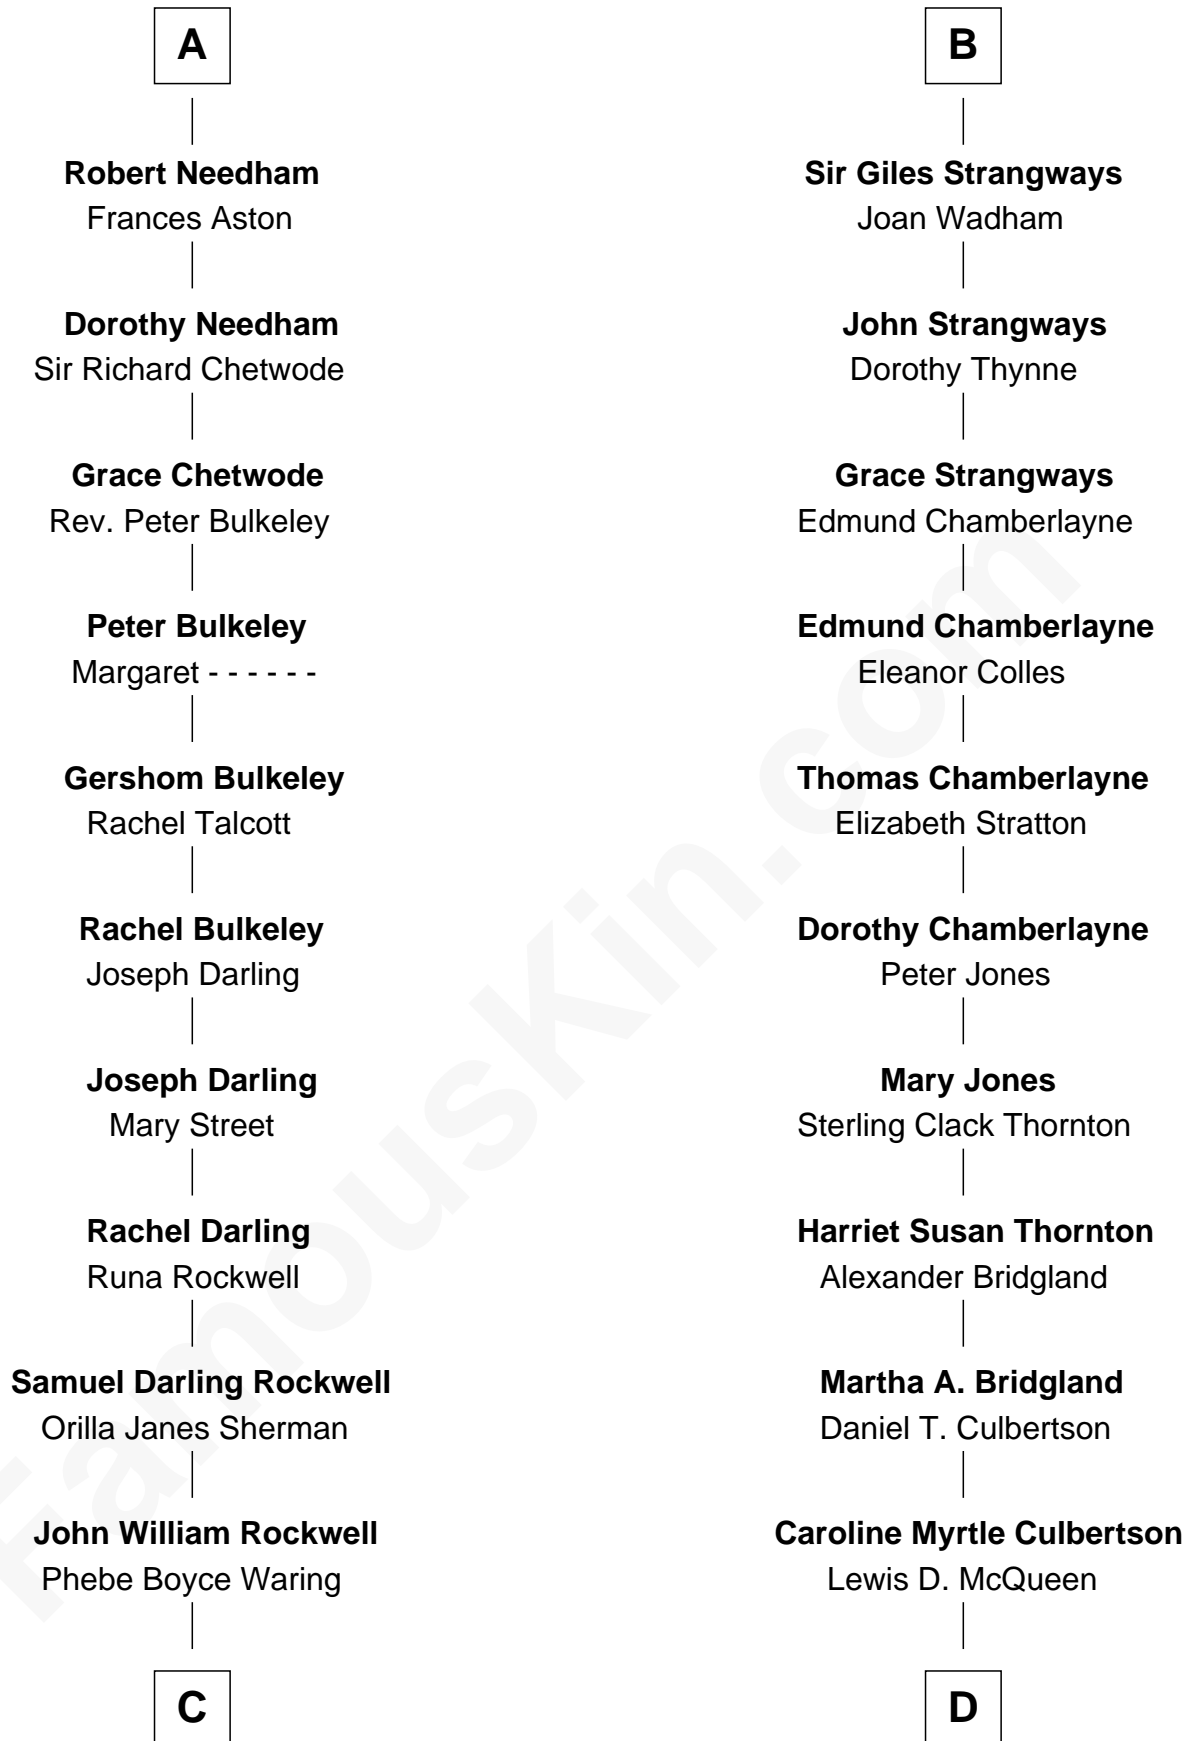 A
Robert Needham
Frances Aston
Dorothy Needham
Sir Richard Chetwode
Grace Chetwode
Rev. Peter Bulkeley
Peter Bulkeley
Margaret - - - - - -
Gershom Bulkeley
Rachel Talcott
Rachel Bulkeley
Joseph Darling
Joseph Darling
Mary Street
Rachel Darling
Runa Rockwell
Samuel Darling Rockwell
Orilla Janes Sherman
John William Rockwell
Phebe Boyce Waring
C
B
Sir Giles Strangways
Joan Wadham
John Strangways
Dorothy Thynne
Grace Strangways
Edmund Chamberlayne
Edmund Chamberlayne
Eleanor Colles
Thomas Chamberlayne
Elizabeth Stratton
Dorothy Chamberlayne
Peter Jones
Mary Jones
Sterling Clack Thornton
Harriet Susan Thornton
Alexander Bridgland
Martha A. Bridgland
Daniel T. Culbertson
Caroline Myrtle Culbertson
Lewis D. McQueen
D
FamousKin.com